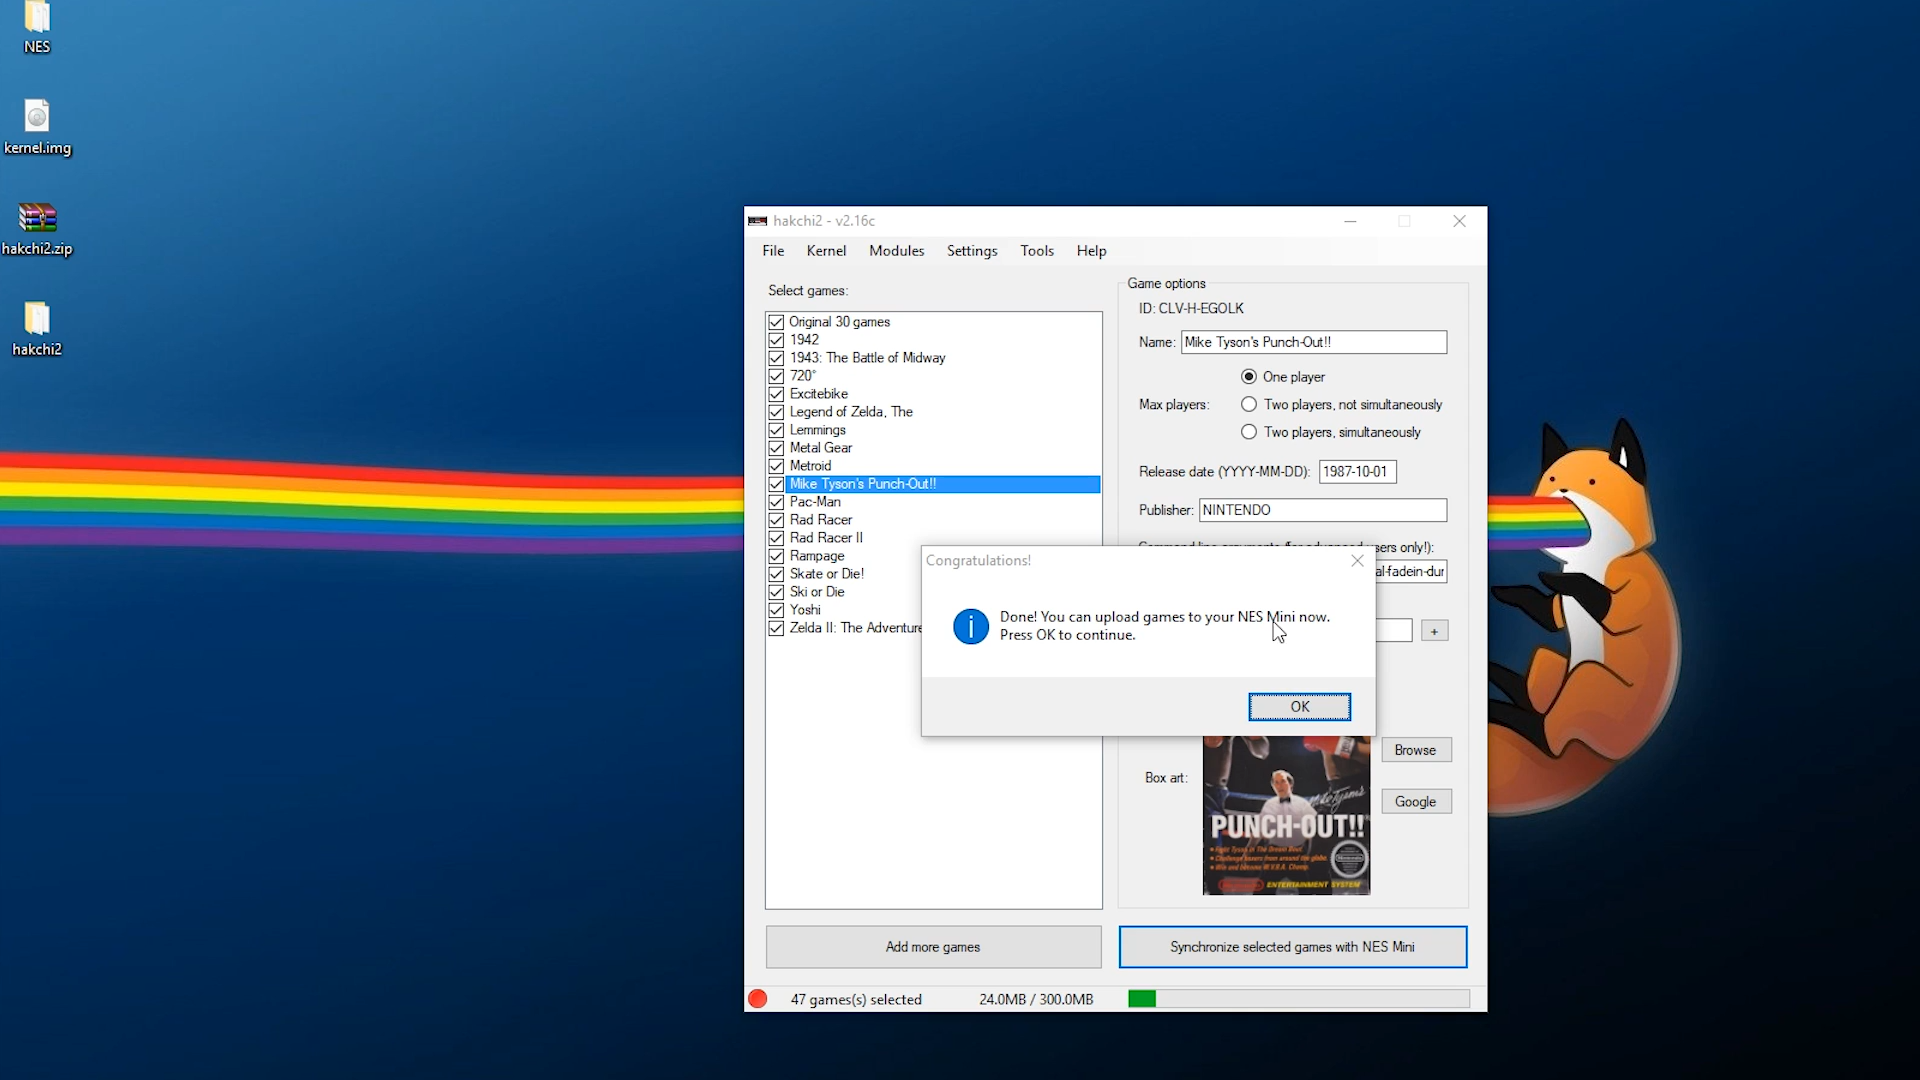 NES
kernel.img
hakchi2.zip
hakchi2
hakchi2 - v2.16c
File Kernel Modules Settings Tools Help
Select games:
Original 30 games
1942
1943: The Battle of Midway
720°
Excitebike
Legend of Zelda, The
Lemmings
Metal Gear
Metroid
Mike Tyson's Punch-Out!!
Pac-Man
Rad Racer
Rad Racer II
Rampage
Skate or Die!
Ski or Die
Yoshi
Zelda II: The Adventure
Game options
ID: CLV-H-EGOLK
Name: Mike Tyson's Punch-Out!!
Max players:
One player
Two players, not simultaneously
Two players, simultaneously
Release date (YYYY-MM-DD): 1987-10-01
Publisher: NINTENDO
sers only!):
al-fadein-dur
+
Congratulations!
Done! You can upload games to your NES Mini now.
Press OK to continue.
OK
Box art:
Browse
Google
Mike Tyson's
PUNCH-OUT!!
ENTERTAINMENT SYSTEM
Add more games
Synchronize selected games with NES Mini
47 games(s) selected
24.0MB / 300.0MB